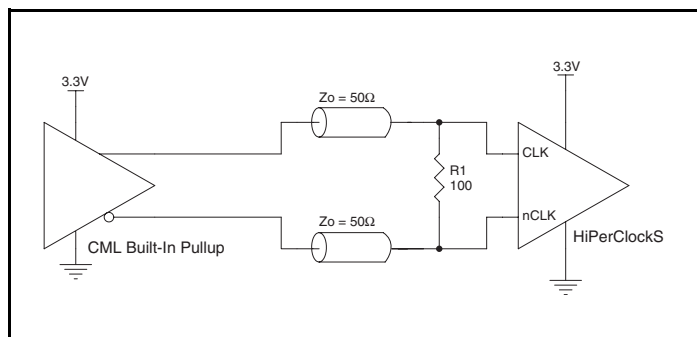 3.3V
Zo = 50Ω
3.3V
CLK
R1
100
nCLK
Zo = 50Ω
CML Built-In Pullup
HiPerClockS